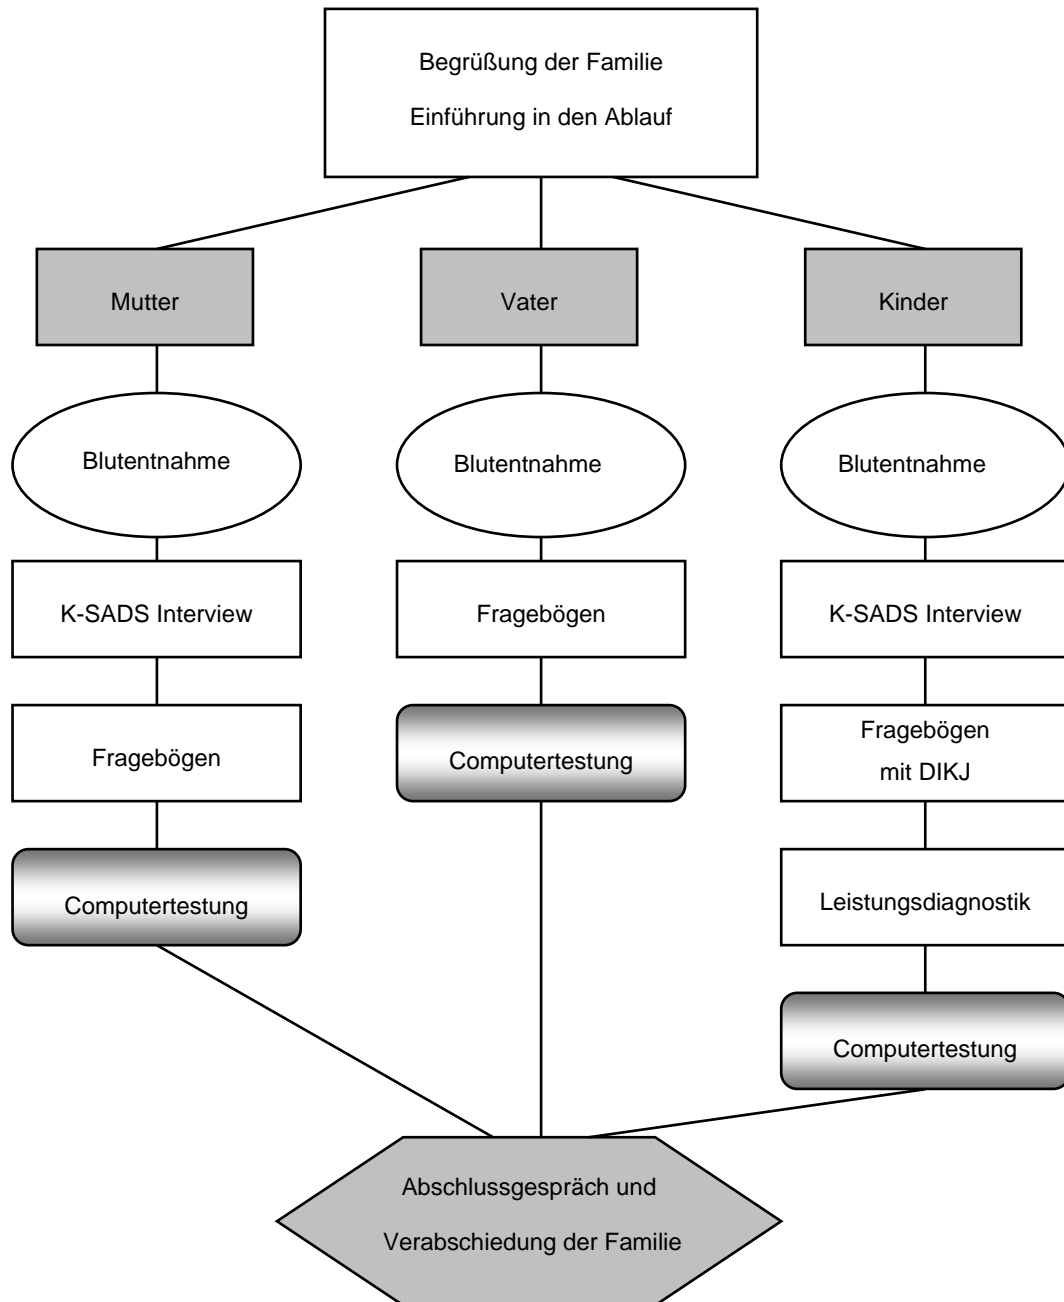 Begrüßung der Familie
Einführung in den Ablauf
Mutter
Vater
Kinder
Blutentnahme
Blutentnahme
Blutentnahme
K-SADS Interview
Fragebögen
K-SADS Interview
Fragebögen
Computertestung
Fragebögen
mit DIKJ
Computertestung
Leistungsdiagnostik
Computertestung
Abschlussgespräch und
Verabschiedung der Familie